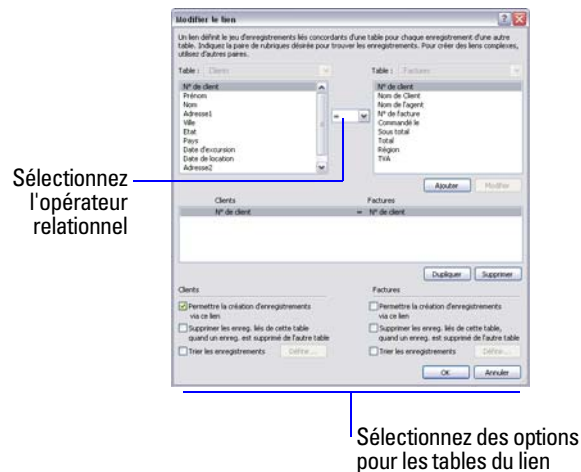 Modifier le lien
Un lien définit le jeu d'enregistrements liés concordants d'une table pour chaque enregistrement d'une autre
table. Indiquez la paire de rubriques désirée pour trouver les enregistrements. Pour créer des liens complexes,
utilisez d'autres paires.
Table : Clients
Table : Factures
N° de client
Prénom
Nom
Adresse1
Ville
Etat
Pays
Date d'excursion
Date de location
Adresse2
=
N° de client
Nom de Client
Nom de l'agent
N° de facture
Commandé le
Sous total
Total
Région
TVA
Sélectionnez
l'opérateur
relationnel
Ajouter
Modifier
Clients
Factures
N° de client = N° de client
Dupliquer
Supprimer
Clients
Factures
Permettre la création d'enregistrements
via ce lien
Supprimer les enreg. liés de cette table
quand un enreg. est supprimé de l'autre table
Trier les enregistrements
Définir...
Permettre la création d'enregistrements
via ce lien
Supprimer les enreg. liés de cette table,
quand un enreg. est supprimé de l'autre table
Trier les enregistrements
Définir...
OK
Annuler
Sélectionnez des options
pour les tables du lien